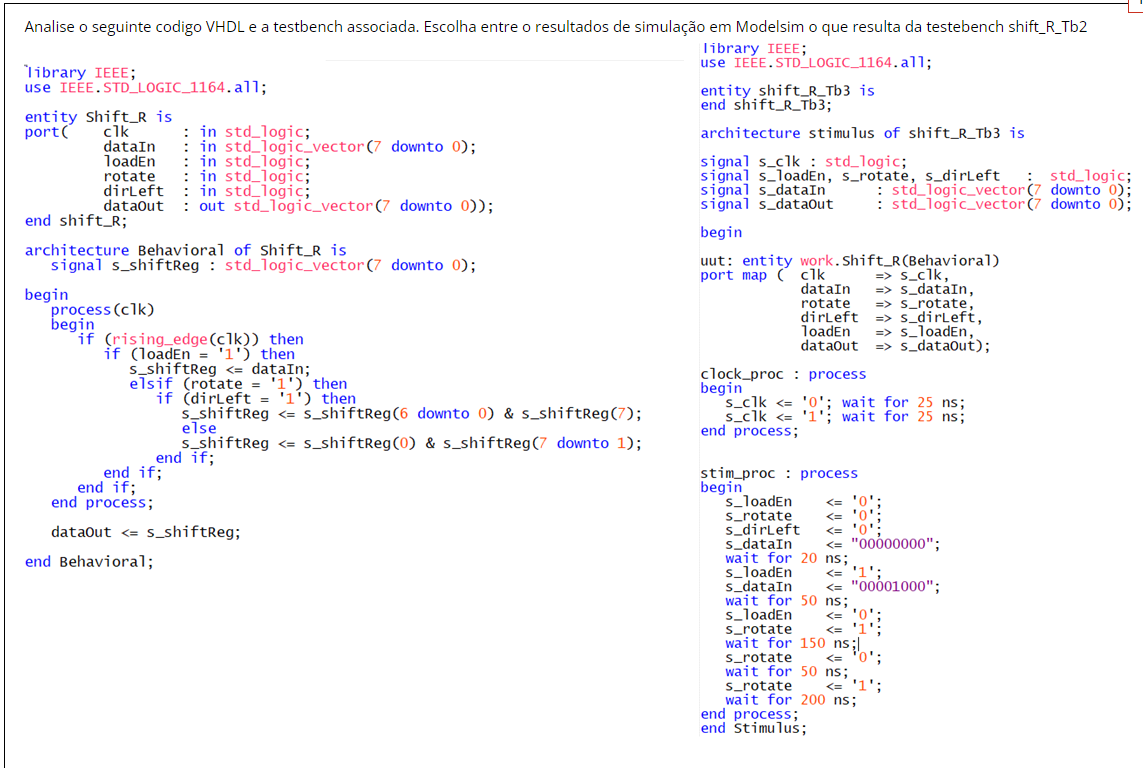 Analise o seguinte codigo VHDL e a testbench associada. Escolha entre o resultados de simulação em Modelsim o que resulta da testebench shift_R_Tb2
library IEEE;
use IEEE.STD_LOGIC_1164.all;

entity Shift_R is
port(    clk      : in std_logic;
         dataIn   : in std_logic_vector(7 downto 0);
         loadEn   : in std_logic;
         rotate   : in std_logic;
         dirLeft  : in std_logic;
         dataOut  : out std_logic_vector(7 downto 0));
end shift_R;

architecture Behavioral of Shift_R is
   signal s_shiftReg : std_logic_vector(7 downto 0);

begin
   process(clk)
   begin
      if (rising_edge(clk)) then
         if (loadEn = '1') then
            s_shiftReg <= dataIn;
            elsif (rotate = '1') then
               if (dirLeft = '1') then
                  s_shiftReg <= s_shiftReg(6 downto 0) & s_shiftReg(7);
                  else
                  s_shiftReg <= s_shiftReg(0) & s_shiftReg(7 downto 1);
               end if;
         end if;
      end if;
   end process;

   dataOut <= s_shiftReg;

end Behavioral;

library IEEE;
use IEEE.STD_LOGIC_1164.all;

entity shift_R_Tb3 is
end shift_R_Tb3;

architecture stimulus of shift_R_Tb3 is

signal s_clk : std_logic;
signal s_loadEn, s_rotate, s_dirLeft   :  std_logic;
signal s_dataIn      : std_logic_vector(7 downto 0);
signal s_dataOut     : std_logic_vector(7 downto 0);

begin

uut: entity work.Shift_R(Behavioral)
port map (  clk      => s_clk,
            dataIn   => s_dataIn,
            rotate   => s_rotate,
            dirLeft  => s_dirLeft,
            loadEn   => s_loadEn,
            dataOut  => s_dataOut);

clock_proc : process
begin
   s_clk <= '0'; wait for 25 ns;
   s_clk <= '1'; wait for 25 ns;
end process;

stim_proc : process
begin
   s_loadEn    <= '0';
   s_rotate    <= '0';
   s_dirLeft   <= '0';
   s_dataIn    <= "00000000";
   wait for 20 ns;
   s_loadEn    <= '1';
   s_dataIn    <= "00001000";
   wait for 50 ns;
   s_loadEn    <= '0';
   s_rotate    <= '1';
   wait for 150 ns;
   s_rotate    <= '0';
   wait for 50 ns;
   s_rotate    <= '1';
   wait for 200 ns;
end process;
end Stimulus;